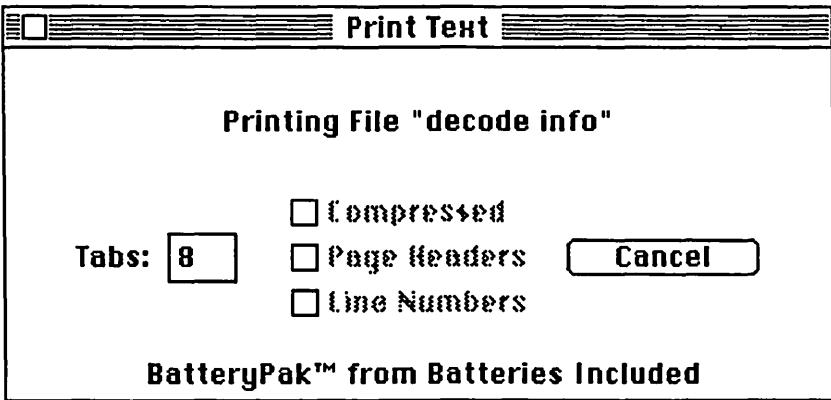 Print Text
Printing File "decode info"
Compressed
Tabs: 8 Page Headers Cancel
Line Numbers
BatteryPak™ from Batteries Included